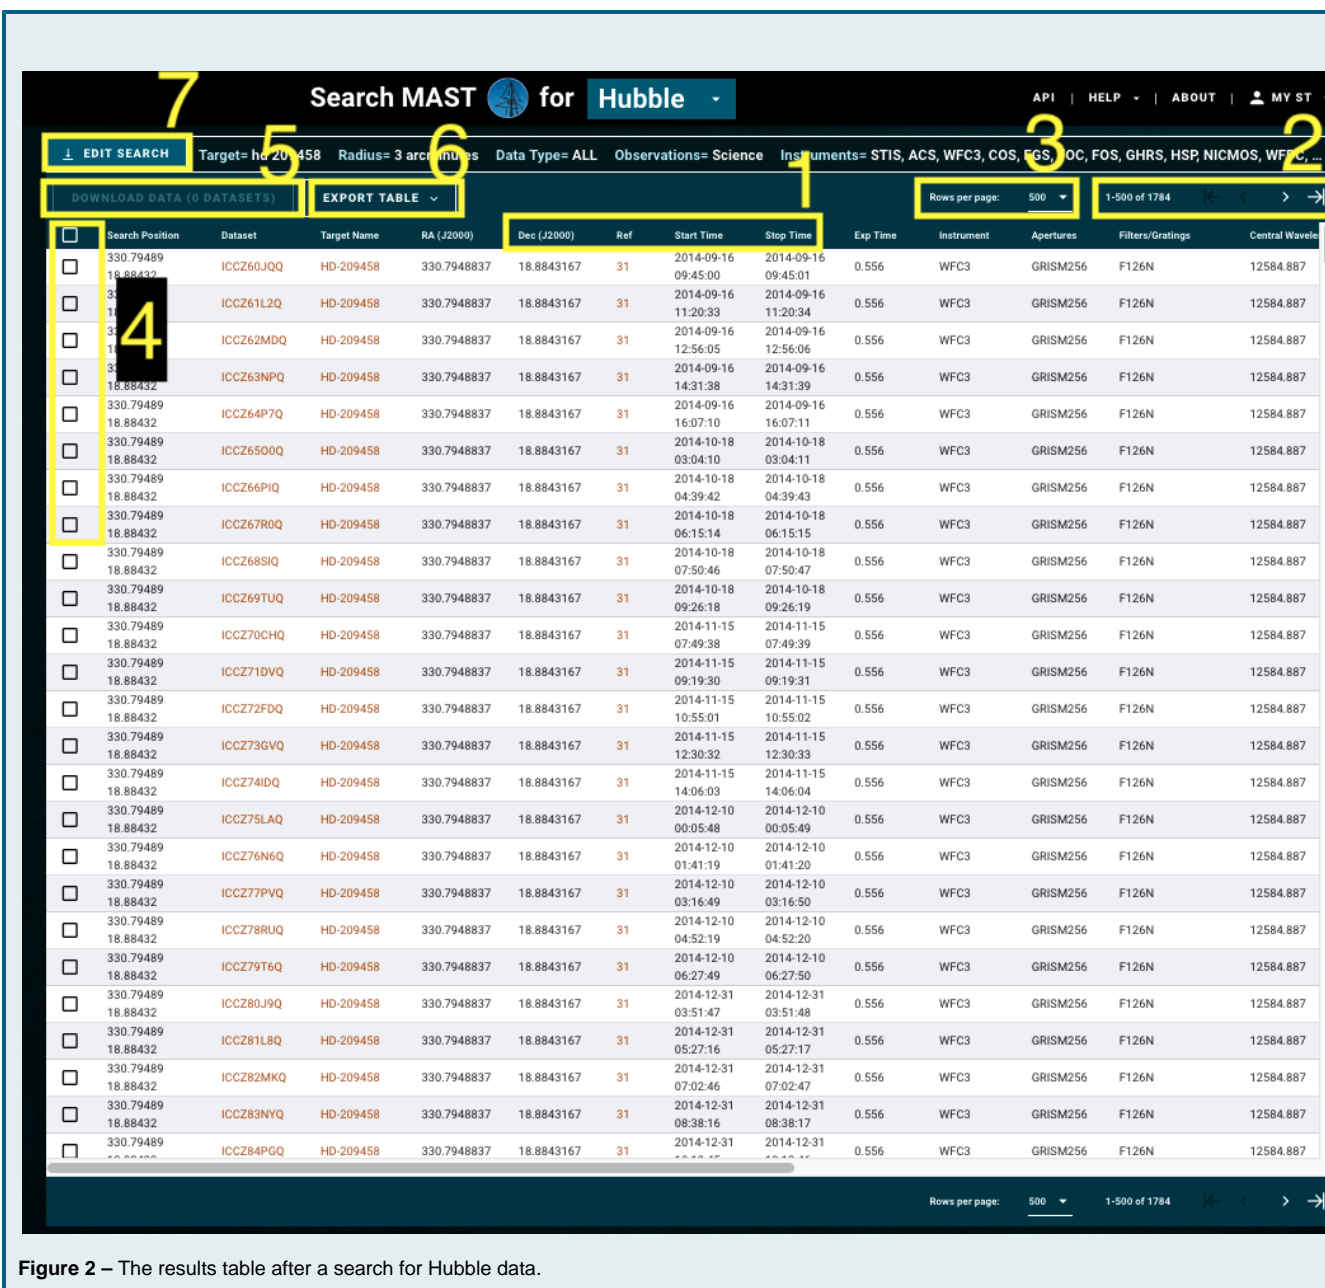 7
Search MAST for Hubble
API | HELP | ABOUT | MY ST
5 6 3 2
EDIT SEARCH Target= hd 209458 Radius= 3 arcminutes Data Type= ALL Observations= Science Instruments= STIS, ACS, WFC3, COS, FGS, FOC, FOS, GHRS, HSP, NICMOS, WFPC, ...
1
DOWNLOAD DATA (0 DATASETS) EXPORT TABLE Rows per page: 500 1-500 of 1784
Search Position Dataset Target Name RA (J2000) Dec (J2000) Ref Start Time Stop Time Exp Time Instrument Apertures Filters/Gratings Central Wavele
330.79489 18.88432 ICCZ60JQQ HD-209458 330.7948837 18.8843167 31 2014-09-16 09:45:00 2014-09-16 09:45:01 0.556 WFC3 GRISM256 F126N 12584.887
ICCZ61L2Q HD-209458 330.7948837 18.8843167 31 2014-09-16 11:20:33 2014-09-16 11:20:34 0.556 WFC3 GRISM256 F126N 12584.887
4
ICCZ62MDQ HD-209458 330.7948837 18.8843167 31 2014-09-16 12:56:05 2014-09-16 12:56:06 0.556 WFC3 GRISM256 F126N 12584.887
18.88432 ICCZ63NPQ HD-209458 330.7948837 18.8843167 31 2014-09-16 14:31:38 2014-09-16 14:31:39 0.556 WFC3 GRISM256 F126N 12584.887
330.79489 18.88432 ICCZ64P7Q HD-209458 330.7948837 18.8843167 31 2014-09-16 16:07:10 2014-09-16 16:07:11 0.556 WFC3 GRISM256 F126N 12584.887
330.79489 18.88432 ICCZ65O0Q HD-209458 330.7948837 18.8843167 31 2014-10-18 03:04:10 2014-10-18 03:04:11 0.556 WFC3 GRISM256 F126N 12584.887
330.79489 18.88432 ICCZ66PIQ HD-209458 330.7948837 18.8843167 31 2014-10-18 04:39:42 2014-10-18 04:39:43 0.556 WFC3 GRISM256 F126N 12584.887
330.79489 18.88432 ICCZ67R0Q HD-209458 330.7948837 18.8843167 31 2014-10-18 06:15:14 2014-10-18 06:15:15 0.556 WFC3 GRISM256 F126N 12584.887
330.79489 18.88432 ICCZ68SIQ HD-209458 330.7948837 18.8843167 31 2014-10-18 07:50:46 2014-10-18 07:50:47 0.556 WFC3 GRISM256 F126N 12584.887
330.79489 18.88432 ICCZ69TUQ HD-209458 330.7948837 18.8843167 31 2014-10-18 09:26:18 2014-10-18 09:26:19 0.556 WFC3 GRISM256 F126N 12584.887
330.79489 18.88432 ICCZ70CHQ HD-209458 330.7948837 18.8843167 31 2014-11-15 07:49:38 2014-11-15 07:49:39 0.556 WFC3 GRISM256 F126N 12584.887
330.79489 18.88432 ICCZ71DVQ HD-209458 330.7948837 18.8843167 31 2014-11-15 09:19:30 2014-11-15 09:19:31 0.556 WFC3 GRISM256 F126N 12584.887
330.79489 18.88432 ICCZ72FDQ HD-209458 330.7948837 18.8843167 31 2014-11-15 10:55:01 2014-11-15 10:55:02 0.556 WFC3 GRISM256 F126N 12584.887
330.79489 18.88432 ICCZ73GVQ HD-209458 330.7948837 18.8843167 31 2014-11-15 12:30:32 2014-11-15 12:30:33 0.556 WFC3 GRISM256 F126N 12584.887
330.79489 18.88432 ICCZ74IDQ HD-209458 330.7948837 18.8843167 31 2014-11-15 14:06:03 2014-11-15 14:06:04 0.556 WFC3 GRISM256 F126N 12584.887
330.79489 18.88432 ICCZ75LAQ HD-209458 330.7948837 18.8843167 31 2014-12-10 00:05:48 2014-12-10 00:05:49 0.556 WFC3 GRISM256 F126N 12584.887
330.79489 18.88432 ICCZ76N6Q HD-209458 330.7948837 18.8843167 31 2014-12-10 01:41:19 2014-12-10 01:41:20 0.556 WFC3 GRISM256 F126N 12584.887
330.79489 18.88432 ICCZ77PVQ HD-209458 330.7948837 18.8843167 31 2014-12-10 03:16:49 2014-12-10 03:16:50 0.556 WFC3 GRISM256 F126N 12584.887
330.79489 18.88432 ICCZ78RUQ HD-209458 330.7948837 18.8843167 31 2014-12-10 04:52:19 2014-12-10 04:52:20 0.556 WFC3 GRISM256 F126N 12584.887
330.79489 18.88432 ICCZ79T6Q HD-209458 330.7948837 18.8843167 31 2014-12-10 06:27:49 2014-12-10 06:27:50 0.556 WFC3 GRISM256 F126N 12584.887
330.79489 18.88432 ICCZ80J9Q HD-209458 330.7948837 18.8843167 31 2014-12-31 03:51:47 2014-12-31 03:51:48 0.556 WFC3 GRISM256 F126N 12584.887
330.79489 18.88432 ICCZ81L8Q HD-209458 330.7948837 18.8843167 31 2014-12-31 05:27:16 2014-12-31 05:27:17 0.556 WFC3 GRISM256 F126N 12584.887
330.79489 18.88432 ICCZ82MKQ HD-209458 330.7948837 18.8843167 31 2014-12-31 07:02:46 2014-12-31 07:02:47 0.556 WFC3 GRISM256 F126N 12584.887
330.79489 18.88432 ICCZ83NYQ HD-209458 330.7948837 18.8843167 31 2014-12-31 08:38:16 2014-12-31 08:38:17 0.556 WFC3 GRISM256 F126N 12584.887
330.79489 ICCZ84PGQ HD-209458 330.7948837 18.8843167 31 2014-12-31 2014-12-31 0.556 WFC3 GRISM256 F126N 12584.887
Rows per page: 500 1-500 of 1784
Figure 2 – The results table after a search for Hubble data.